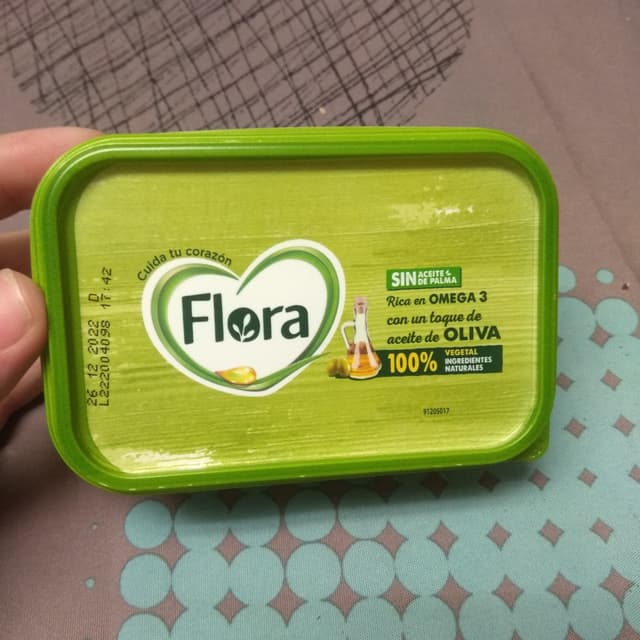 Cuida tu corazón
Flora
SIN ACEITE
DE PALMA
Rica en OMEGA 3
con un toque de
aceite de OLIVA
100% VEGETAL
INGREDIENTES
NATURALES
91205017
26 12 2022 D
L222004098 17:42